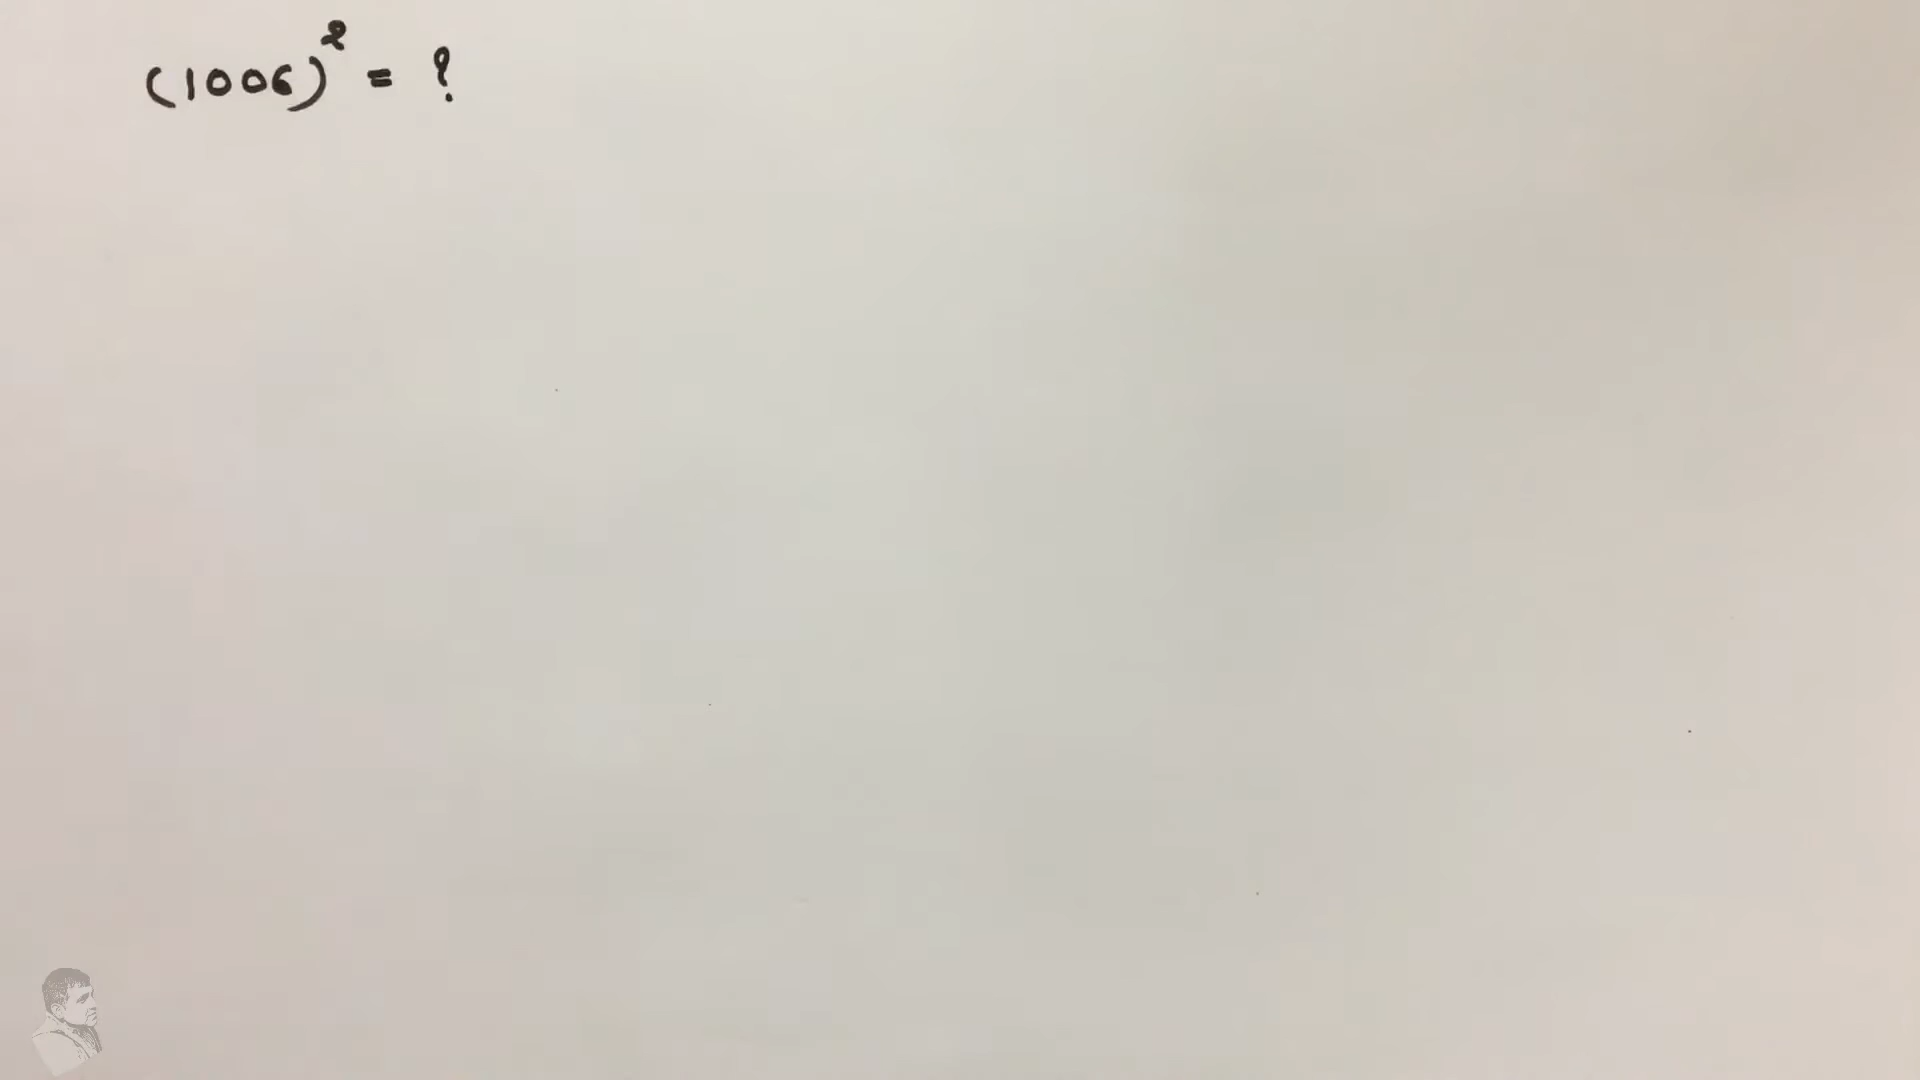 (1006)² = ?